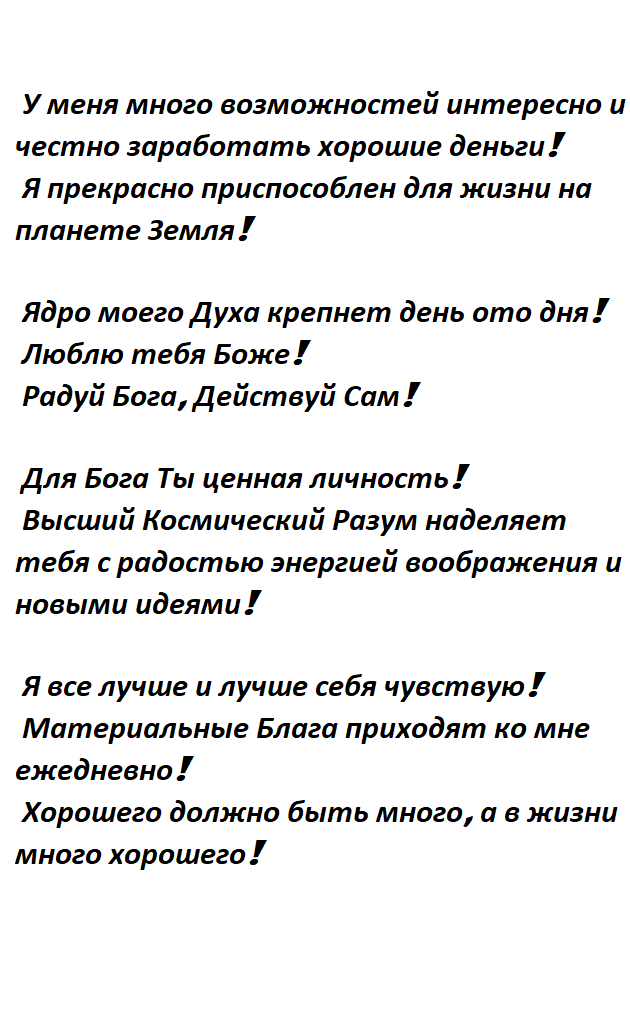 У меня много возможностей интересно и
честно заработать хорошие деньги!
Я прекрасно приспособлен для жизни на
планете Земля!
Ядро моего Духа крепнет день ото дня!
Люблю тебя Боже!
Радуй Бога, Действуй Сам!
Для Бога Ты ценная личность!
Высший Космический Разум наделяет
тебя с радостью энергией воображения и
новыми идеями!
Я все лучше и лучше себя чувствую!
Материальные Блага приходят ко мне
ежедневно!
Хорошего должно быть много, а в жизни
много хорошего!